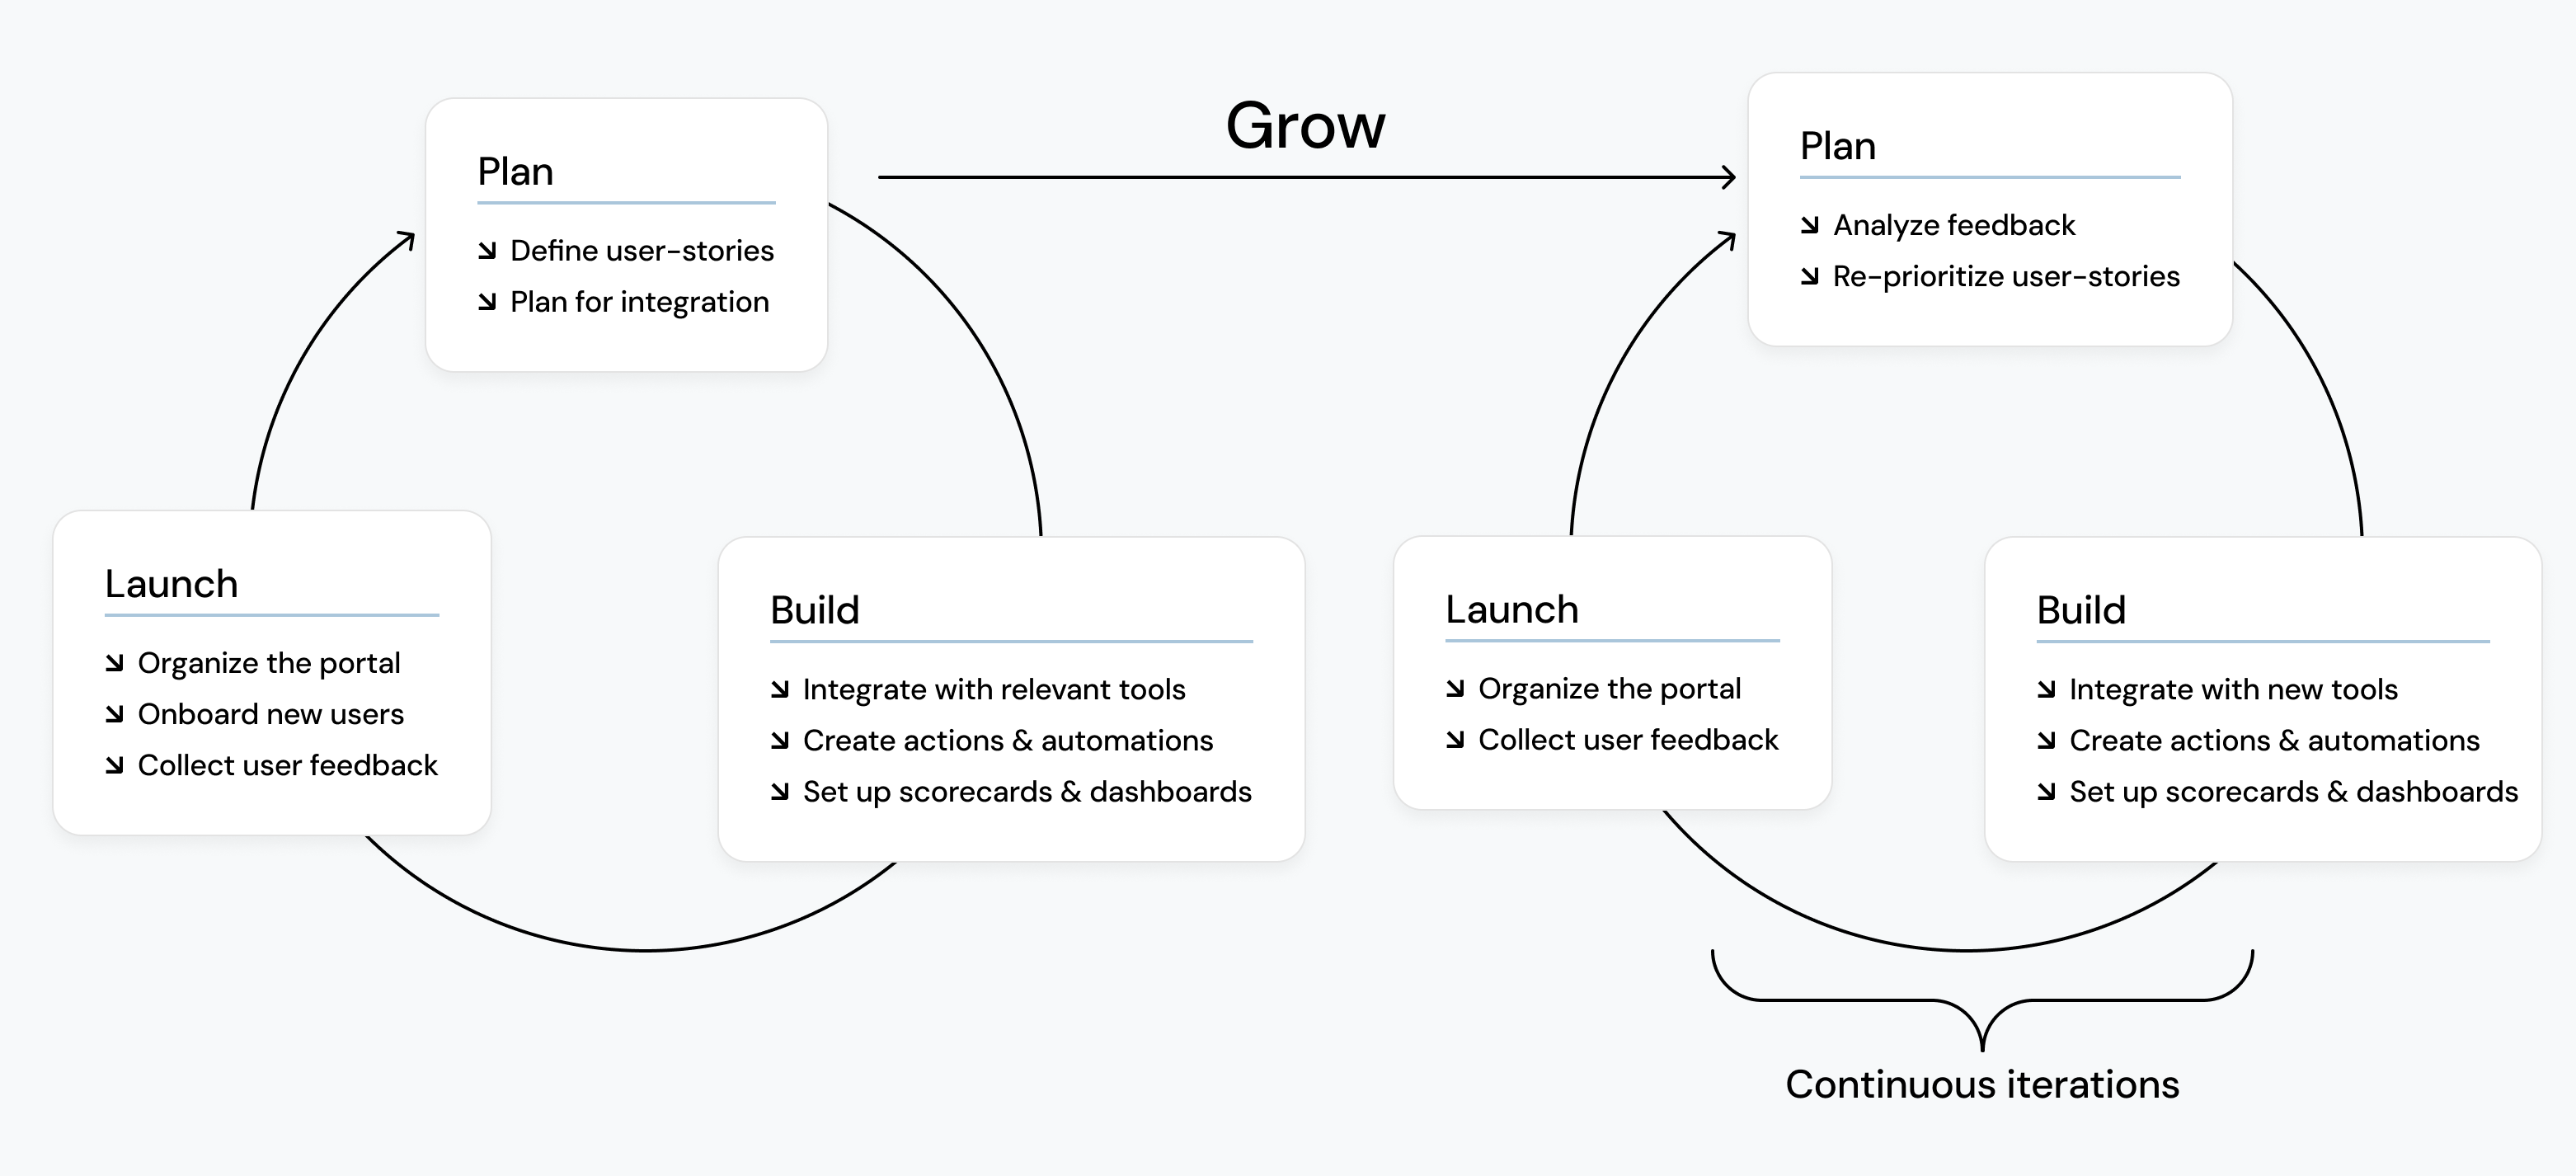 Grow
Plan
Define user-stories
Plan for integration
Launch
Organize the portal
Onboard new users
Collect user feedback
Build
Integrate with relevant tools
Create actions & automations
Set up scorecards & dashboards
Plan
Analyze feedback
Re-prioritize user-stories
Launch
Organize the portal
Collect user feedback
Build
Integrate with new tools
Create actions & automations
Set up scorecards & dashboards
Continuous iterations